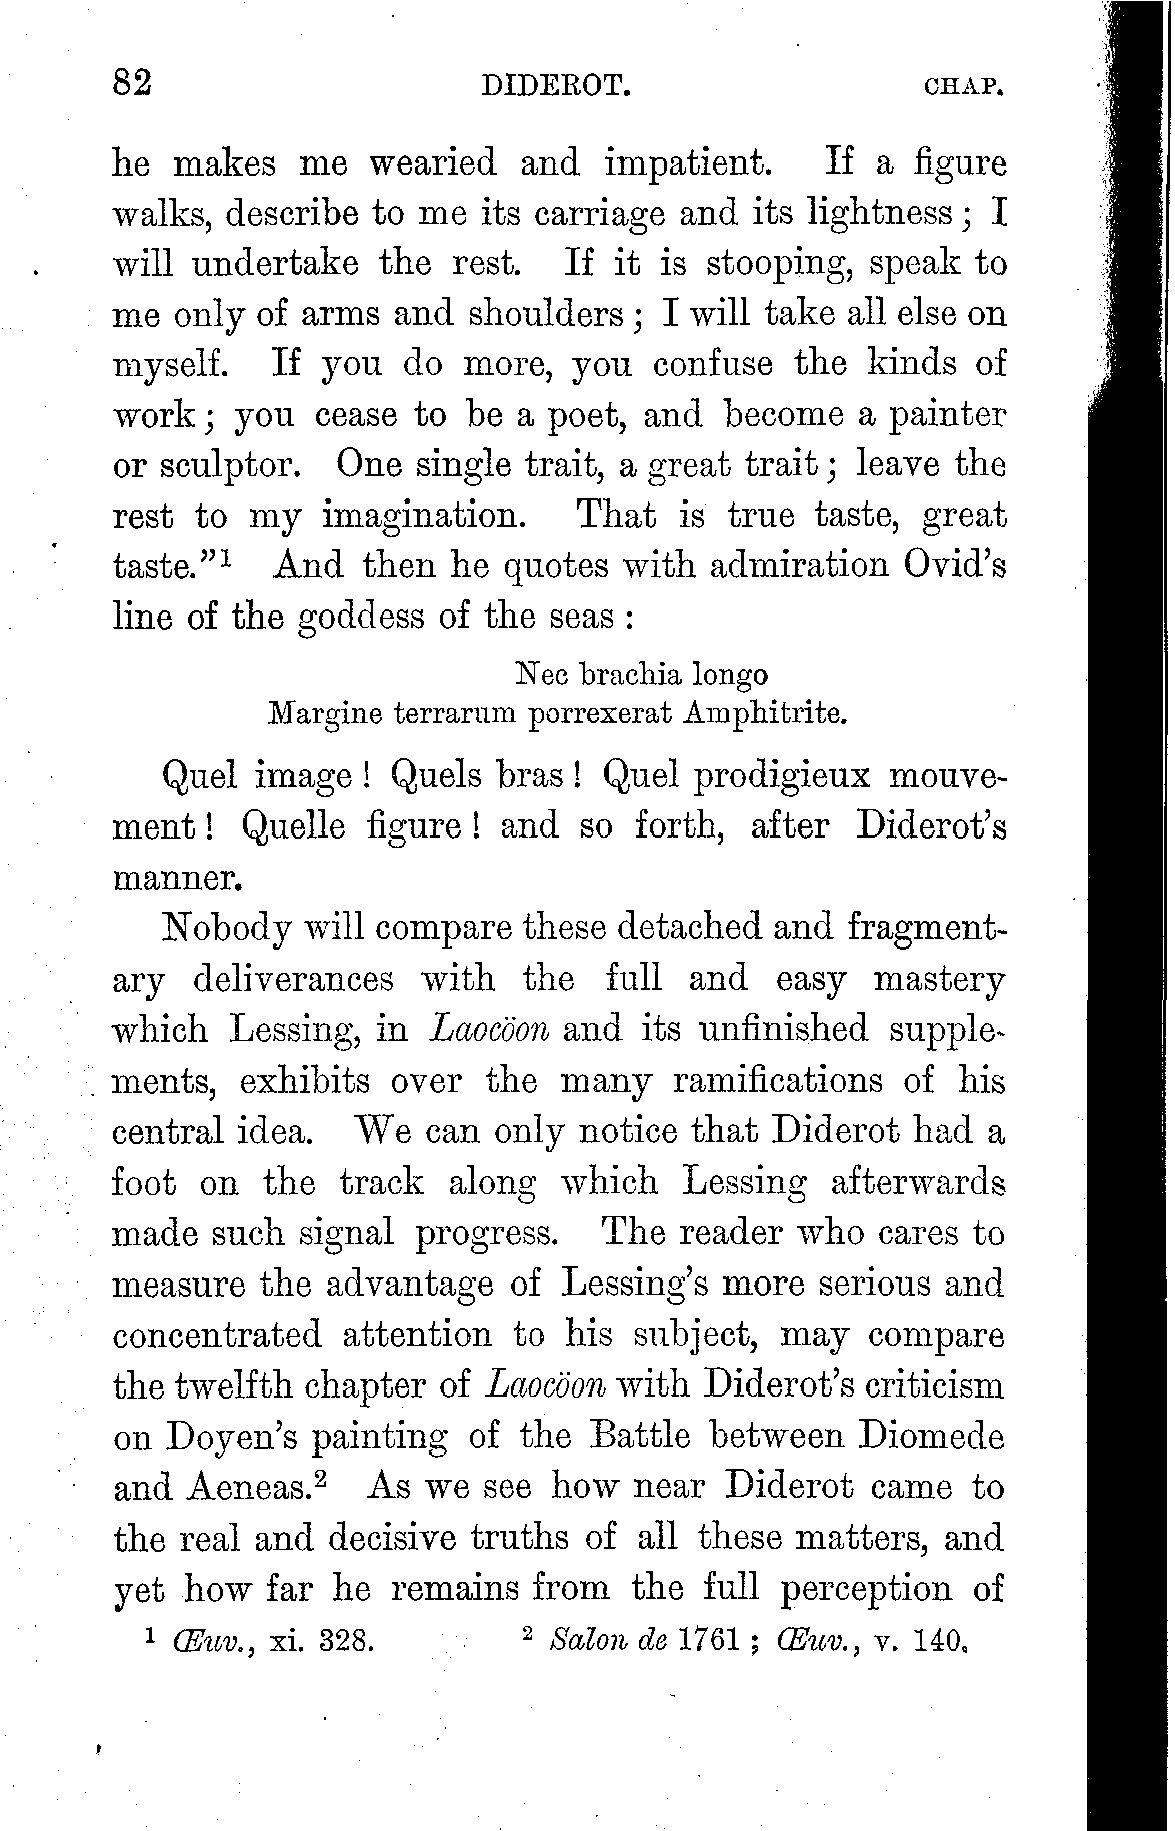 82 DIDEROT. CHAP.
he makes me wearied and impatient. If a figure
walks, describe to me its carriage and its lightness; I
will undertake the rest. If it is stooping, speak to
me only of arms and shoulders; I will take all else on
myself. If you do more, you confuse the kinds of
work; you cease to be a poet, and become a painter
or sculptor. One single trait, a great trait; leave the
rest to my imagination. That is true taste, great
taste."¹ And then he quotes with admiration Ovid's
line of the goddess of the seas:
Nec brachia longo
Margine terrarum porrexerat Amphitrite.
Quel image! Quels bras! Quel prodigieux mouve-
ment! Quelle figure! and so forth, after Diderot's
manner.
Nobody will compare these detached and fragment-
ary deliverances with the full and easy mastery
which Lessing, in Laocöon and its unfinished supple-
ments, exhibits over the many ramifications of his
central idea. We can only notice that Diderot had a
foot on the track along which Lessing afterwards
made such signal progress. The reader who cares to
measure the advantage of Lessing's more serious and
concentrated attention to his subject, may compare
the twelfth chapter of Laocöon with Diderot's criticism
on Doyen's painting of the Battle between Diomede
and Aeneas.² As we see how near Diderot came to
the real and decisive truths of all these matters, and
yet how far he remains from the full perception of
¹ Œuv., xi. 328. ² Salon de 1761; Œuv., v. 140.